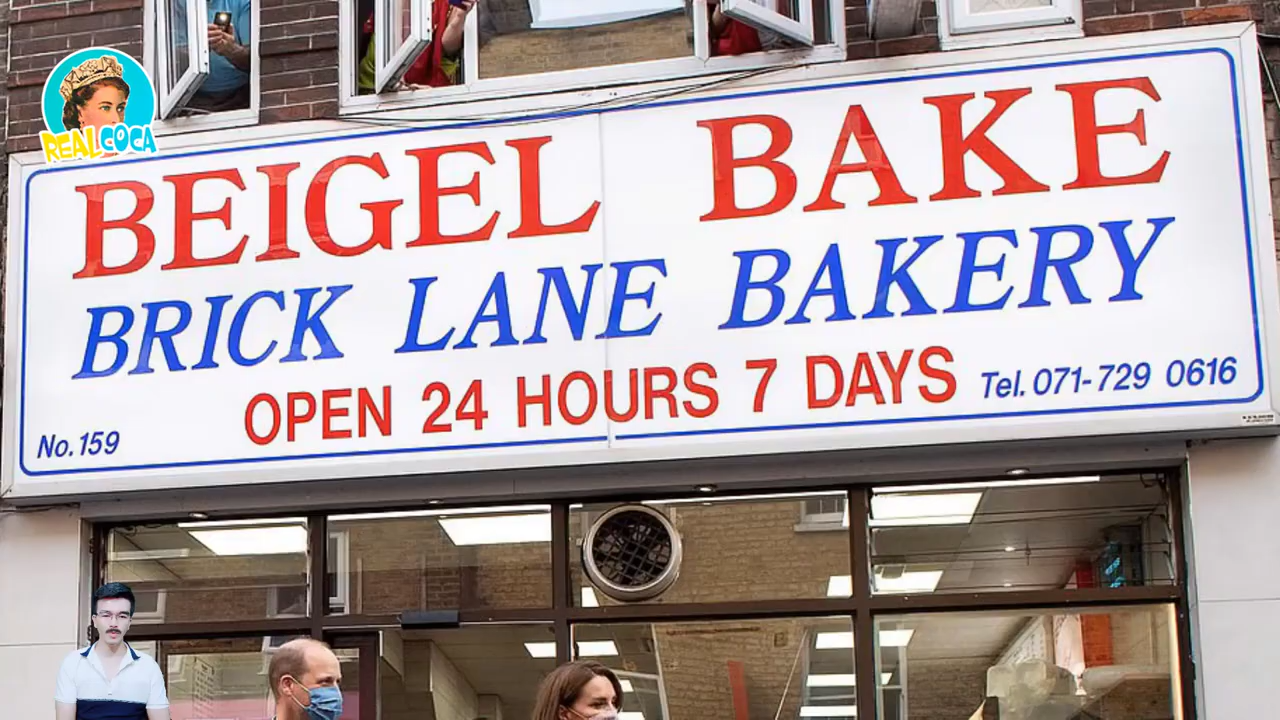 REALCOCA
BEIGEL BAKE
BRICK LANE BAKERY
OPEN 24 HOURS 7 DAYS
Tel. 071-729 0616
No. 159